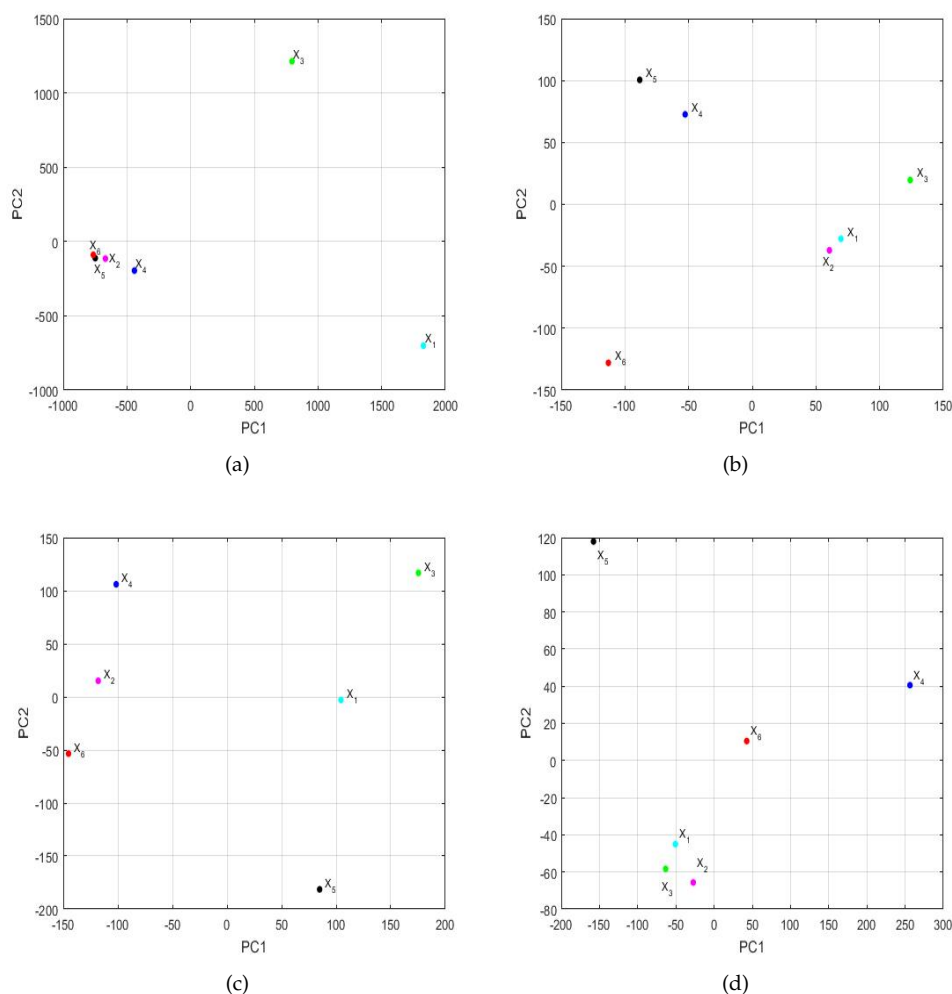 1500
1000
500
0
-500
-1000
-1000 -500 0 500 1000 1500 2000
PC2
PC1
X3
X6
X5
X2
X4
X1
(a)
150
100
50
0
-50
-100
-150
-150 -100 -50 0 50 100 150
PC2
PC1
X5
X4
X3
X1
X2
X6
(b)
150
100
50
0
-50
-100
-150
-200
-150 -100 -50 0 50 100 150 200
PC2
PC1
X4
X3
X2
X1
X6
X5
(c)
120
100
80
60
40
20
0
-20
-40
-60
-80
-200 -150 -100 -50 0 50 100 150 200 250 300
PC2
PC1
X5
X4
X6
X1
X2
X3
(d)